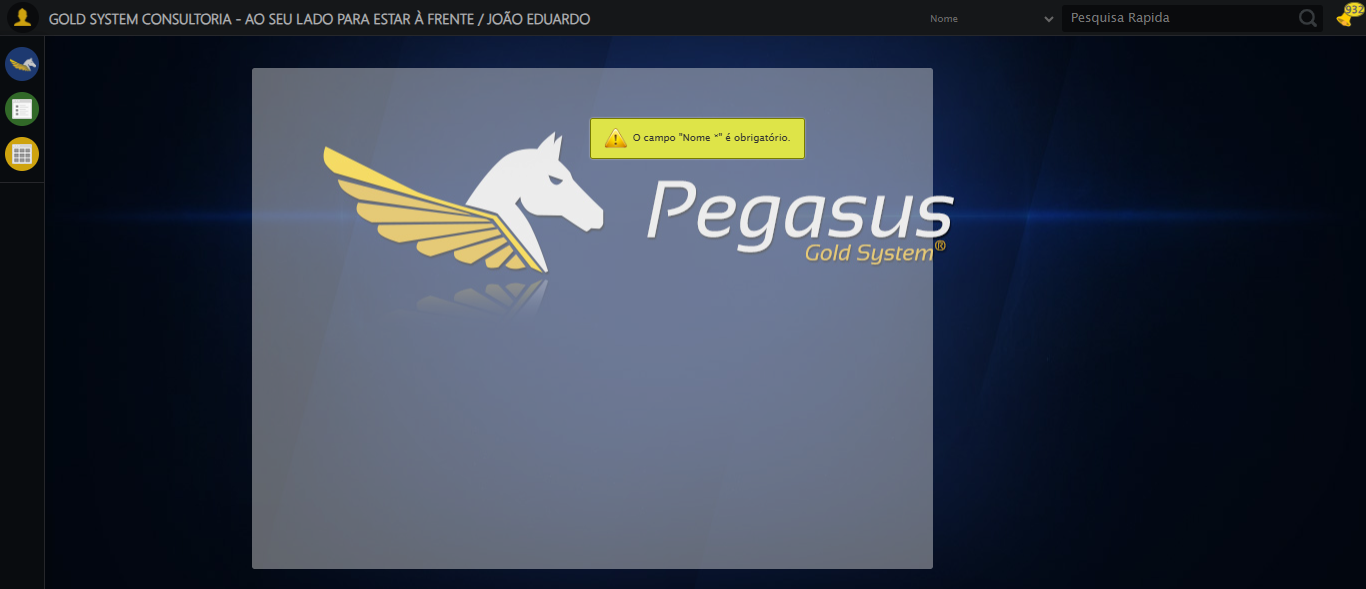 GOLD SYSTEM CONSULTORIA - AO SEU LADO PARA ESTAR À FRENTE / JOÃO EDUARDO
Nome
Pesquisa Rapida
932
O campo "Nome *" é obrigatório.
Pegasus
Gold System®